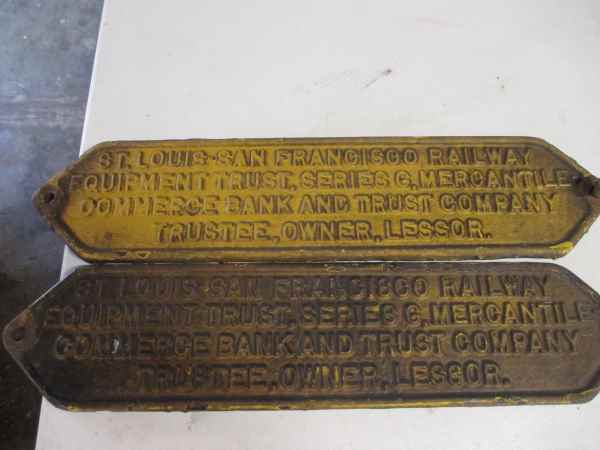 ST. LOUIS-SAN FRANCISCO RAILWAY
EQUIPMENT TRUST, SERIES G, MERCANTILE
COMMERCE BANK AND TRUST COMPANY
TRUSTEE, OWNER, LESSOR.
ST. LOUIS-SAN FRANCISCO RAILWAY
EQUIPMENT TRUST, SERIES G, MERCANTILE
COMMERCE BANK AND TRUST COMPANY
TRUSTEE, OWNER, LESSOR.